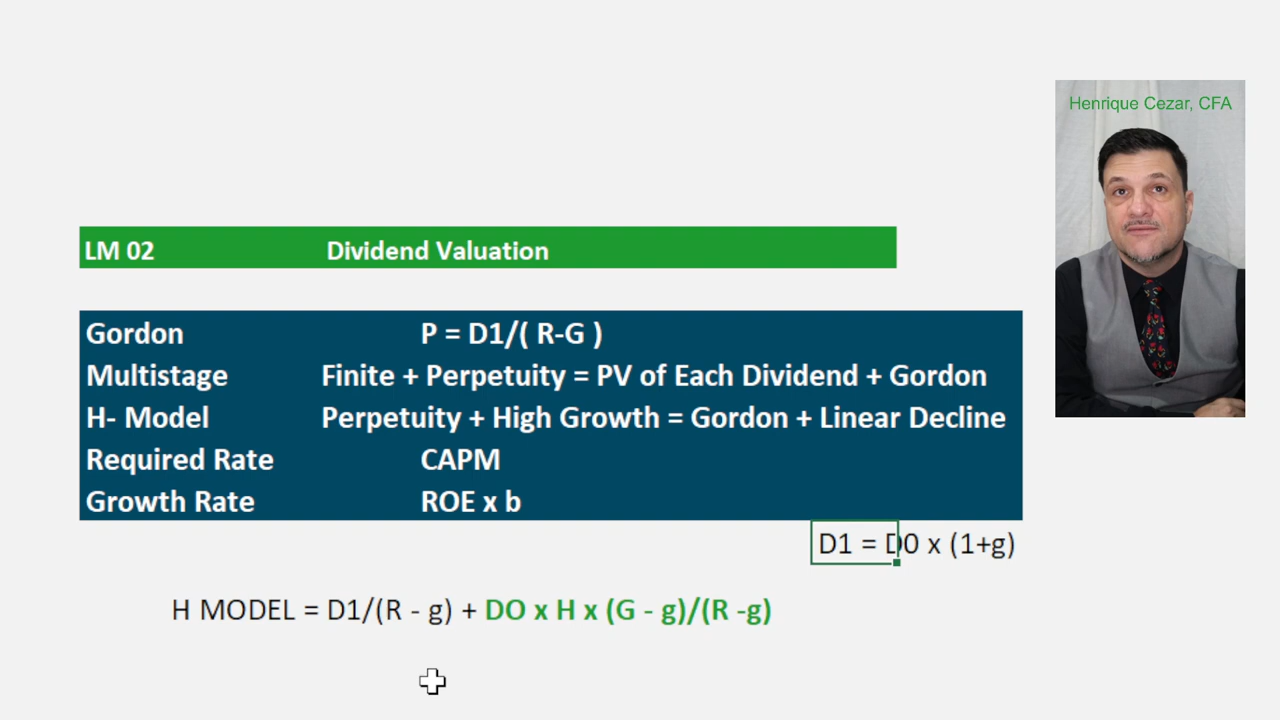 Henrique Cezar, CFA
LM 02 Dividend Valuation
Gordon P = D1/( R-G )
Multistage Finite + Perpetuity = PV of Each Dividend + Gordon
H- Model Perpetuity + High Growth = Gordon + Linear Decline
Required Rate CAPM
Growth Rate ROE x b
D1 = D0 x (1+g)
H MODEL = D1/(R - g) + DO x H x (G - g)/(R -g)